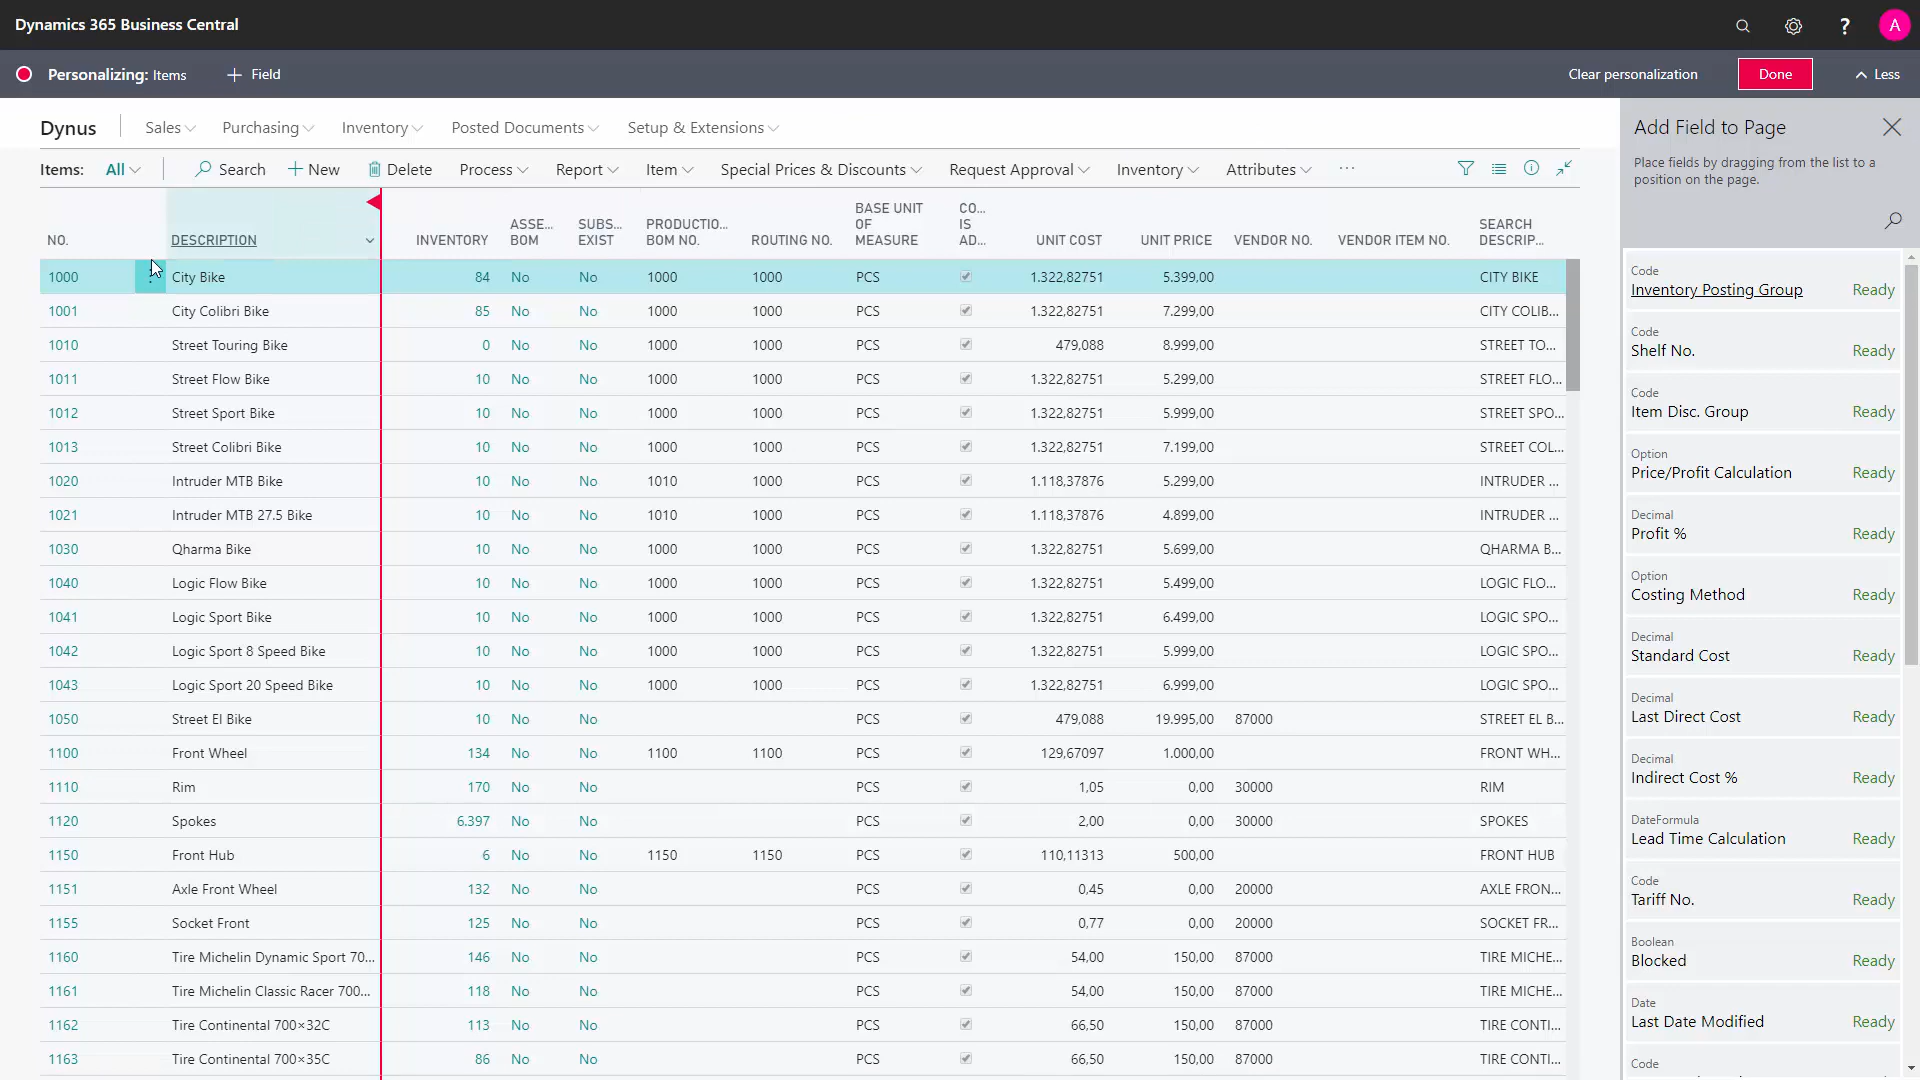 Dynamics 365 Business Central
?
A
Personalizing: Items
Field
Clear personalization
Done
Less
Dynus
Sales
Purchasing
Inventory
Posted Documents
Setup & Extensions
Items:
All
Search
New
Delete
Process
Report
Item
Special Prices & Discounts
Request Approval
Inventory
Attributes
...
NO. DESCRIPTION INVENTORY ASSE... BOM SUBS... EXIST PRODUCTIO... BOM NO. ROUTING NO. BASE UNIT OF MEASURE CO... IS AD... UNIT COST UNIT PRICE VENDOR NO. VENDOR ITEM NO. SEARCH DESCRIP...
1000 City Bike 84 No No 1000 1000 PCS 1.322,82751 5.399,00 CITY BIKE
1001 City Colibri Bike 85 No No 1000 1000 PCS 1.322,82751 7.299,00 CITY COLIB...
1010 Street Touring Bike 0 No No 1000 1000 PCS 479,088 8.999,00 STREET TO...
1011 Street Flow Bike 10 No No 1000 1000 PCS 1.322,82751 5.299,00 STREET FLO...
1012 Street Sport Bike 10 No No 1000 1000 PCS 1.322,82751 5.999,00 STREET SPO...
1013 Street Colibri Bike 10 No No 1000 1000 PCS 1.322,82751 7.199,00 STREET COL...
1020 Intruder MTB Bike 10 No No 1010 1000 PCS 1.118,37876 5.299,00 INTRUDER ...
1021 Intruder MTB 27.5 Bike 10 No No 1010 1000 PCS 1.118,37876 4.899,00 INTRUDER ...
1030 Qharma Bike 10 No No 1000 1000 PCS 1.322,82751 5.699,00 QHARMA B...
1040 Logic Flow Bike 10 No No 1000 1000 PCS 1.322,82751 5.499,00 LOGIC FLO...
1041 Logic Sport Bike 10 No No 1000 1000 PCS 1.322,82751 6.499,00 LOGIC SPO...
1042 Logic Sport 8 Speed Bike 10 No No 1000 1000 PCS 1.322,82751 5.999,00 LOGIC SPO...
1043 Logic Sport 20 Speed Bike 10 No No 1000 1000 PCS 1.322,82751 6.999,00 LOGIC SPO...
1050 Street El Bike 10 No No PCS 479,088 19.995,00 87000 STREET EL B...
1100 Front Wheel 134 No No 1100 1100 PCS 129,67097 1.000,00 FRONT WH...
1110 Rim 170 No No PCS 1,05 0,00 30000 RIM
1120 Spokes 6.397 No No PCS 2,00 0,00 30000 SPOKES
1150 Front Hub 6 No No 1150 1150 PCS 110,11313 500,00 FRONT HUB
1151 Axle Front Wheel 132 No No PCS 0,45 0,00 20000 AXLE FRON...
1155 Socket Front 125 No No PCS 0,77 0,00 20000 SOCKET FR...
1160 Tire Michelin Dynamic Sport 70... 146 No No PCS 54,00 150,00 87000 TIRE MICHE...
1161 Tire Michelin Classic Racer 700... 118 No No PCS 54,00 150,00 87000 TIRE MICHE...
1162 Tire Continental 700×32C 113 No No PCS 66,50 150,00 87000 TIRE CONTI...
1163 Tire Continental 700×35C 86 No No PCS 66,50 150,00 87000 TIRE CONTI...
Add Field to Page
Place fields by dragging from the list to a
position on the page.
Code
Inventory Posting Group Ready
Code
Shelf No. Ready
Code
Item Disc. Group Ready
Option
Price/Profit Calculation Ready
Decimal
Profit % Ready
Option
Costing Method Ready
Decimal
Standard Cost Ready
Decimal
Last Direct Cost Ready
Decimal
Indirect Cost % Ready
DateFormula
Lead Time Calculation Ready
Code
Tariff No. Ready
Boolean
Blocked Ready
Date
Last Date Modified Ready
Code